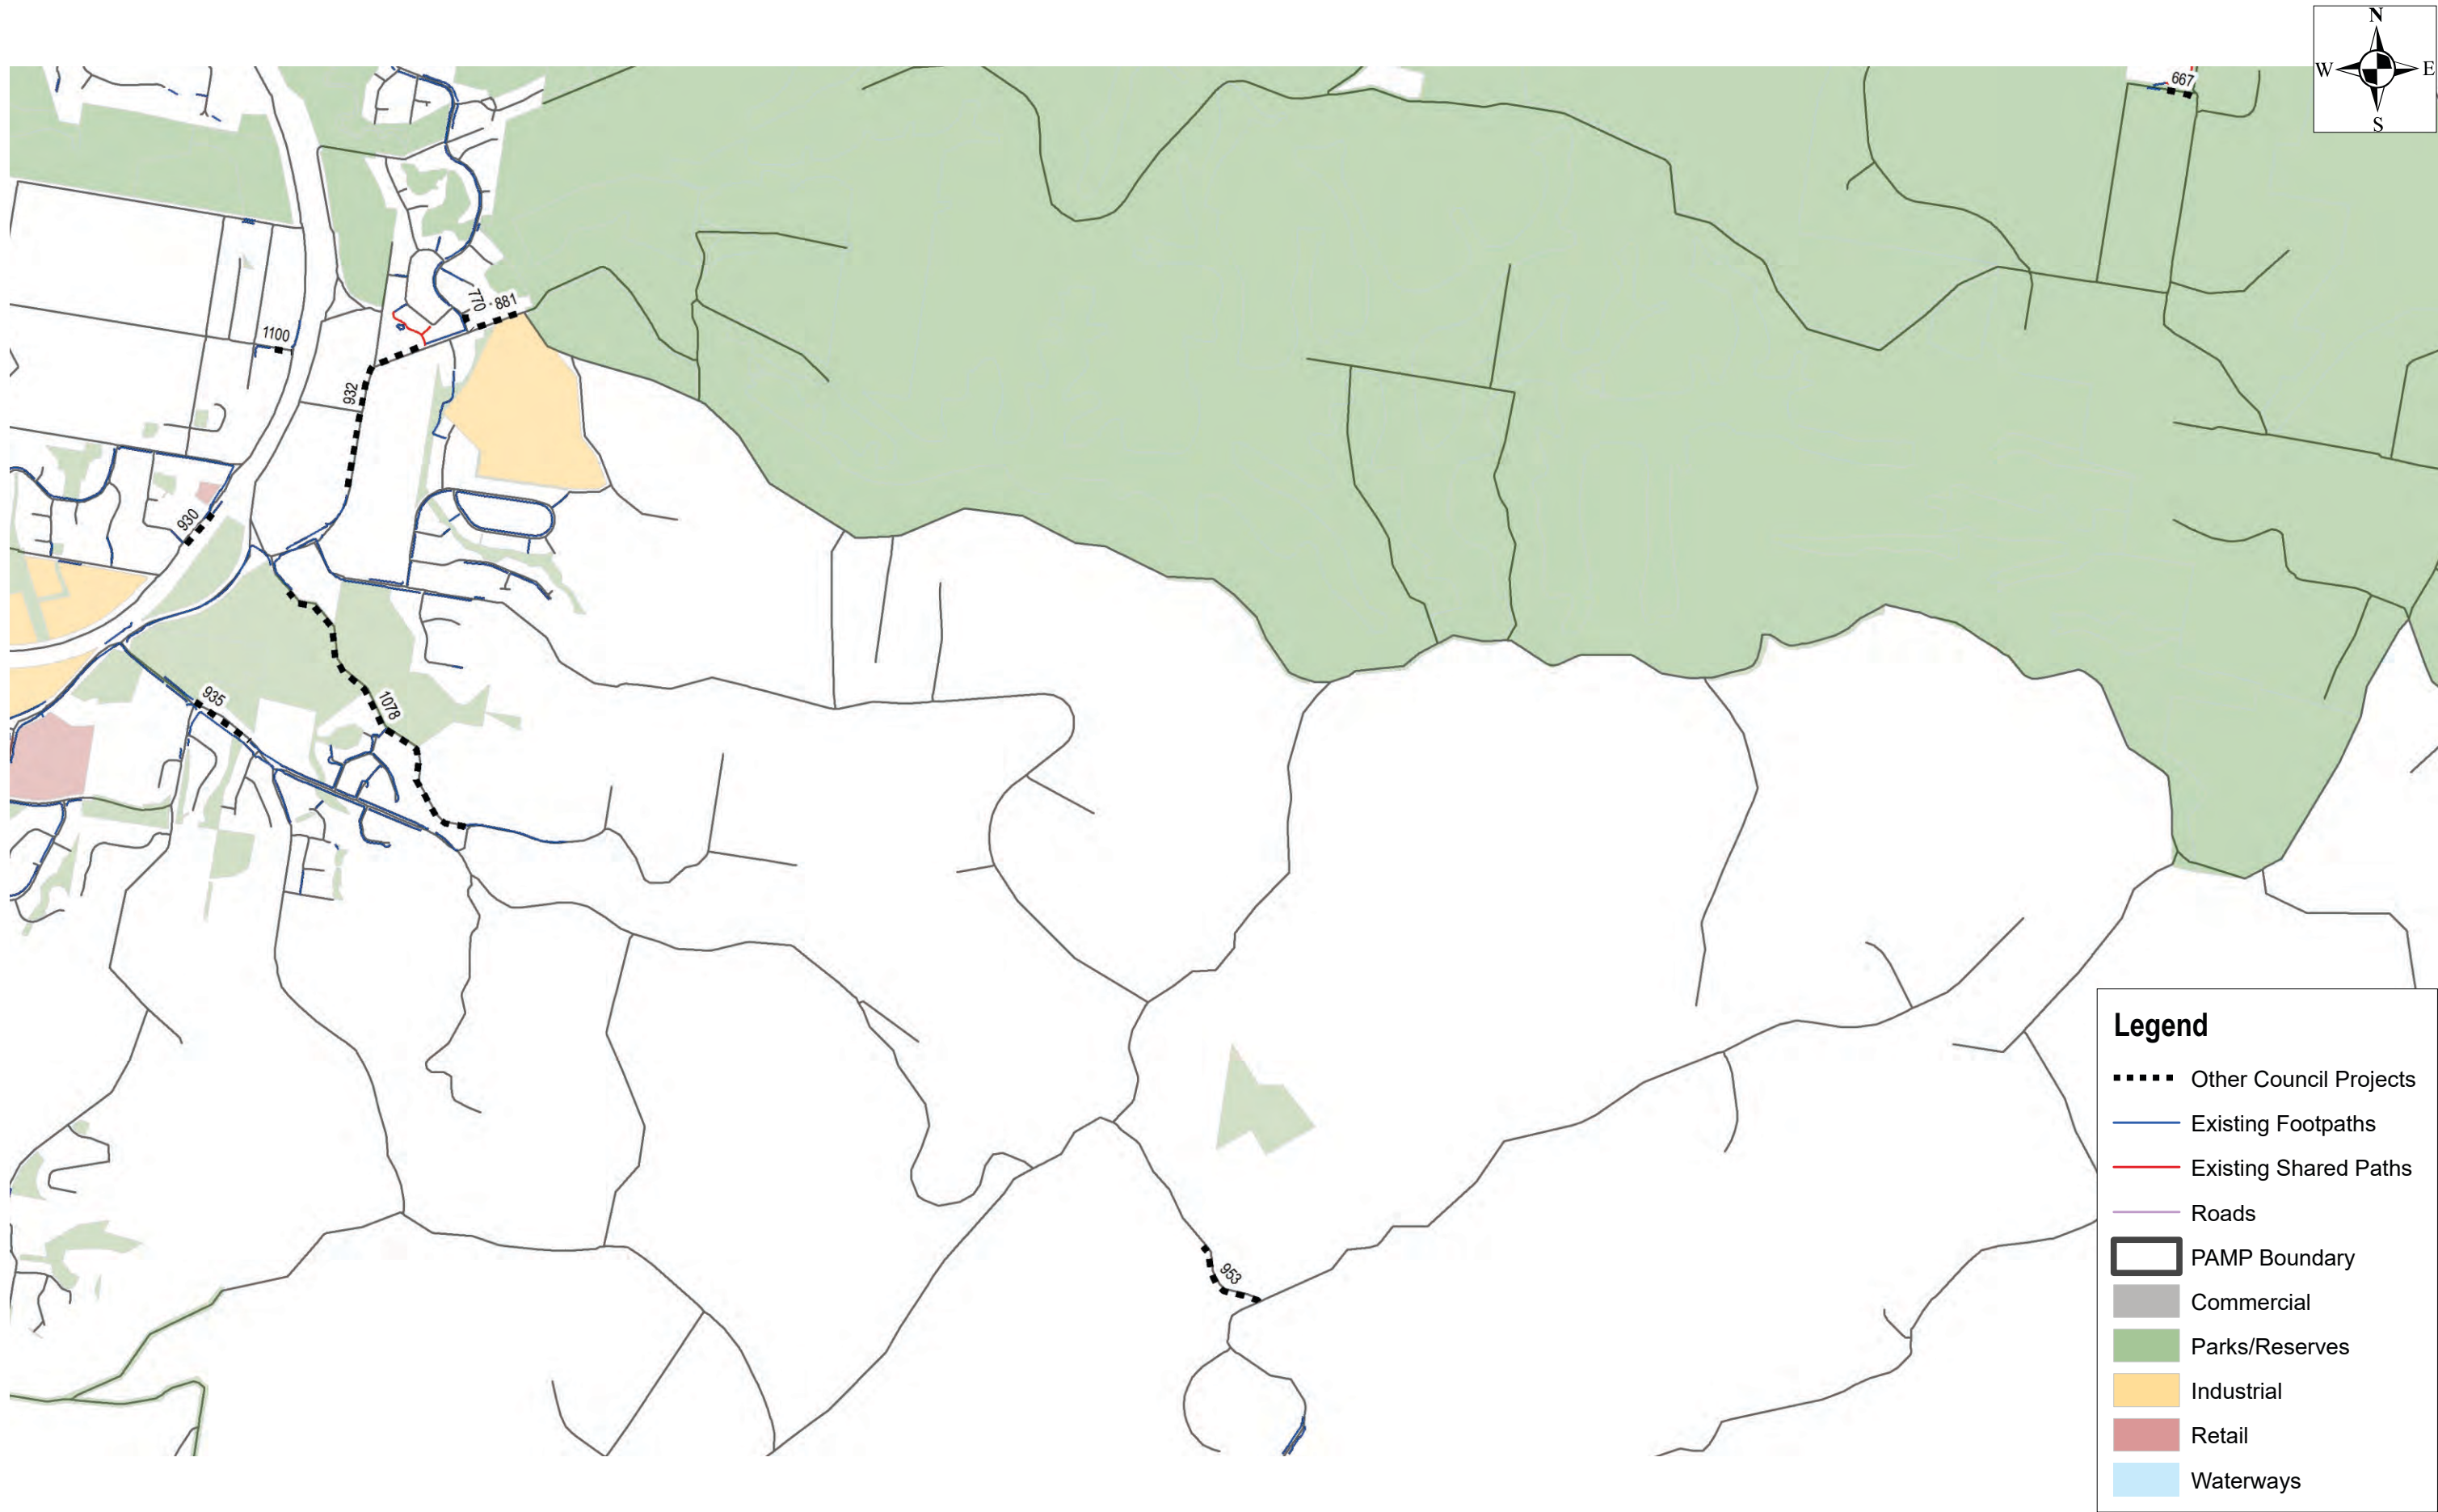 N
W
E
S
667
770
881
1100
932
930
935
1078
953
Legend
Other Council Projects
Existing Footpaths
Existing Shared Paths
Roads
PAMP Boundary
Commercial
Parks/Reserves
Industrial
Retail
Waterways